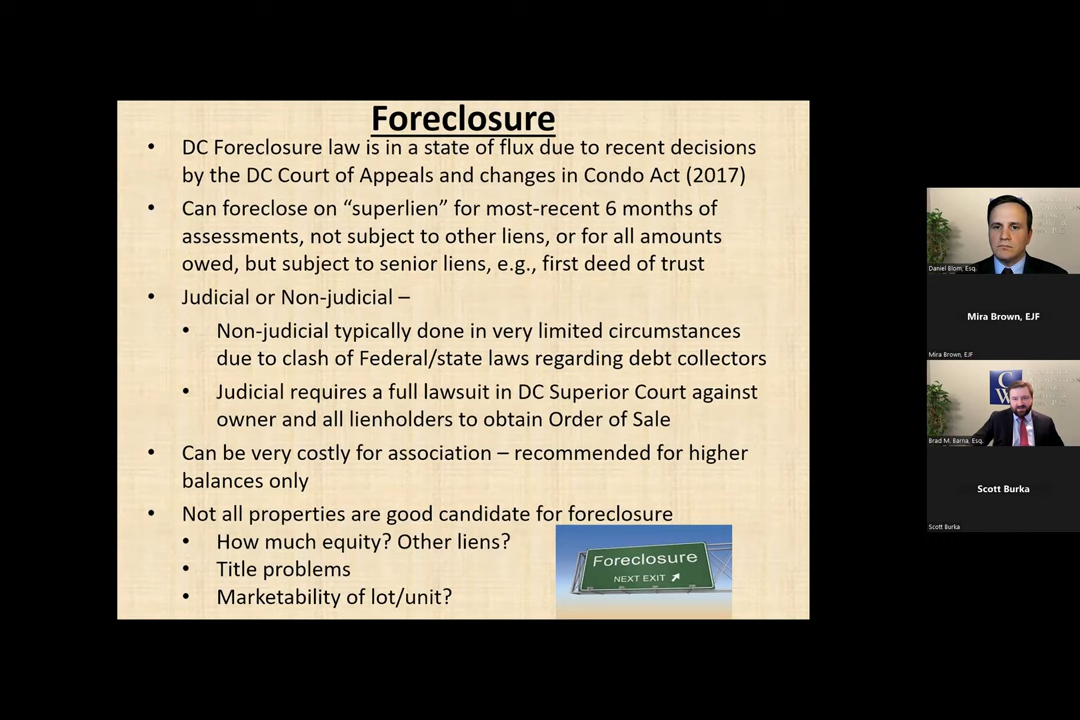 Foreclosure
• DC Foreclosure law is in a state of flux due to recent decisions
by the DC Court of Appeals and changes in Condo Act (2017)
• Can foreclose on “superlien” for most-recent 6 months of
assessments, not subject to other liens, or for all amounts
owed, but subject to senior liens, e.g., first deed of trust
• Judicial or Non-judicial –
• Non-judicial typically done in very limited circumstances
due to clash of Federal/state laws regarding debt collectors
• Judicial requires a full lawsuit in DC Superior Court against
owner and all lienholders to obtain Order of Sale
• Can be very costly for association – recommended for higher
balances only
• Not all properties are good candidate for foreclosure
• How much equity? Other liens?
• Title problems
• Marketability of lot/unit?
Foreclosure
NEXT EXIT
Daniel Blom, Esq.
Mira Brown, EJF
Mira Brown, EJF
C
W
Brad M. Barna, Esq.
Scott Burka
Scott Burka